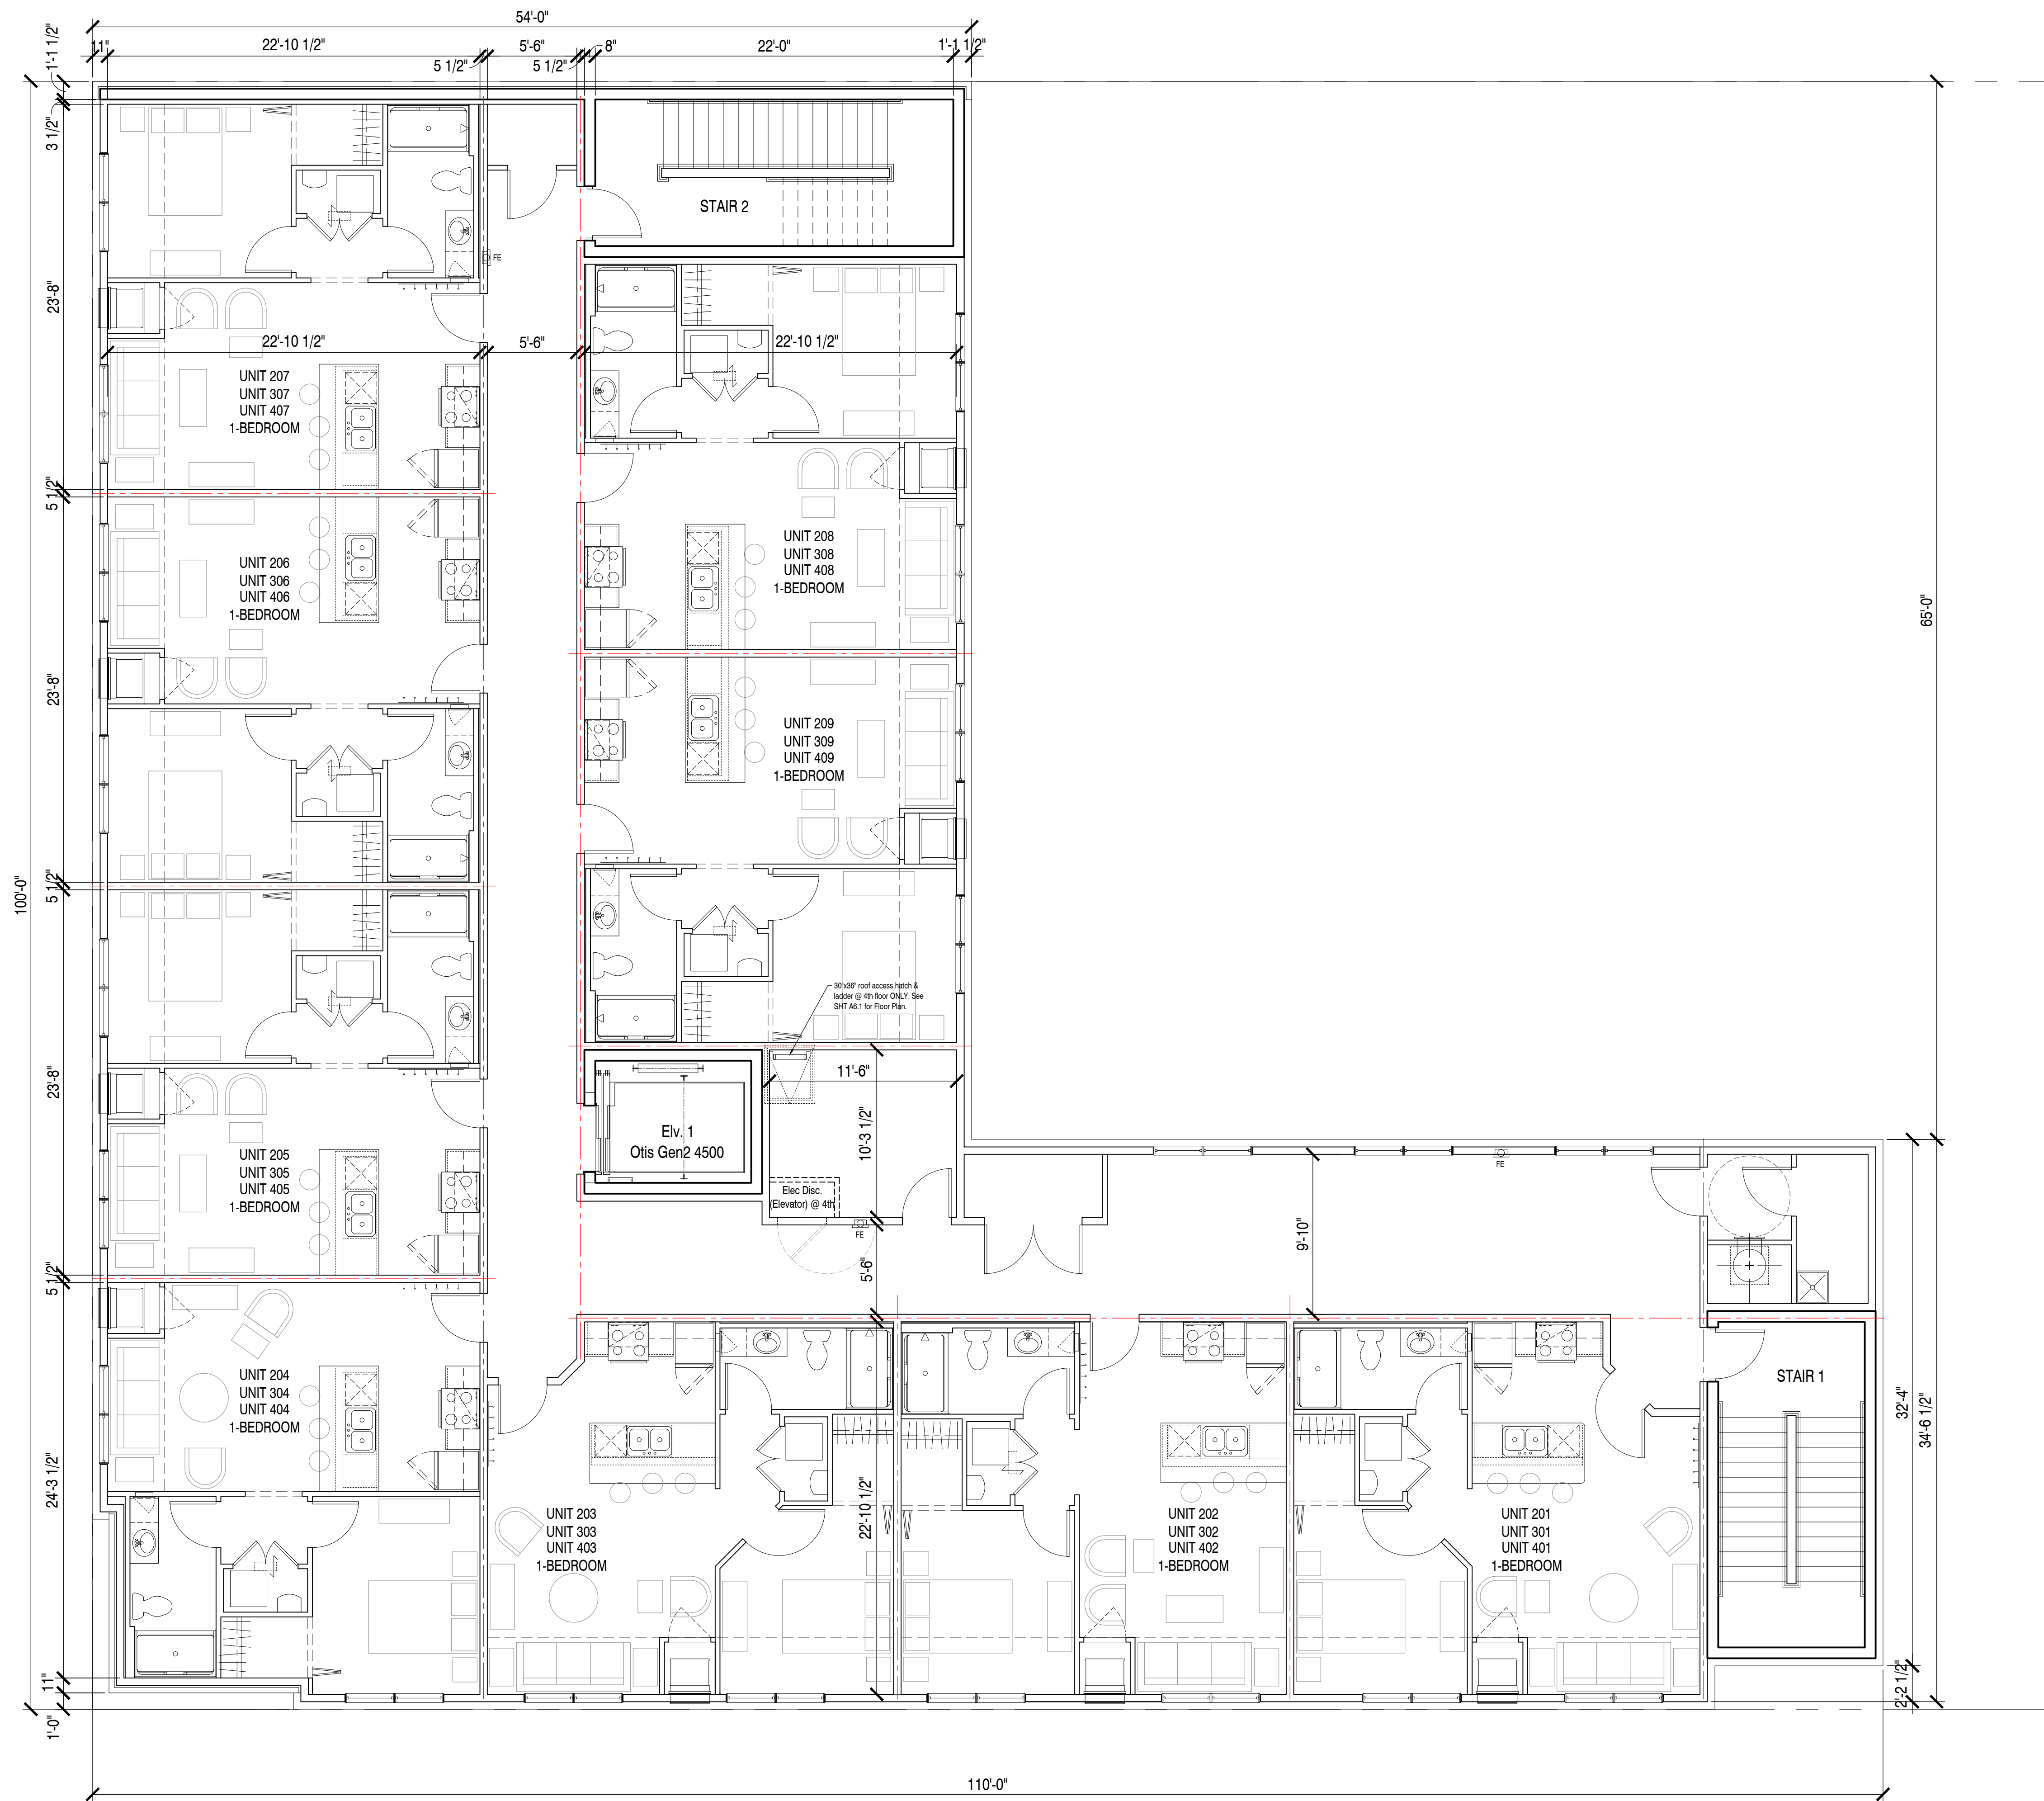 54'-0"
11"
22'-10 1/2"
5 1/2"
5'-6"
5 1/2"
8"
22'-0"
1'-1 1/2"
1'-1 1/2"
3 1/2"
STAIR 2
FE
23'-8"
22'-10 1/2"
5'-6"
22'-10 1/2"
UNIT 207
UNIT 307
UNIT 407
1-BEDROOM
5 1/2"
UNIT 206
UNIT 306
UNIT 406
1-BEDROOM
UNIT 208
UNIT 308
UNIT 408
1-BEDROOM
65'-0"
23'-8"
UNIT 209
UNIT 309
UNIT 409
1-BEDROOM
100'-0"
5 1/2"
30"x36" roof access hatch &
ladder @ 4th floor ONLY. See
SHT A6.1 for Floor Plan.
23'-8"
11'-6"
10'-3 1/2"
Elv. 1
Otis Gen2 4500
UNIT 205
UNIT 305
UNIT 405
1-BEDROOM
Elec Disc.
(Elevator) @ 4th
FE
FE
5'-6"
9'-10"
5 1/2"
UNIT 204
UNIT 304
UNIT 404
1-BEDROOM
STAIR 1
32'-4"
34'-6 1/2"
24'-3 1/2"
22'-10 1/2"
UNIT 203
UNIT 303
UNIT 403
1-BEDROOM
UNIT 202
UNIT 302
UNIT 402
1-BEDROOM
UNIT 201
UNIT 301
UNIT 401
1-BEDROOM
11"
1'-0"
2'-2 1/2"
110'-0"